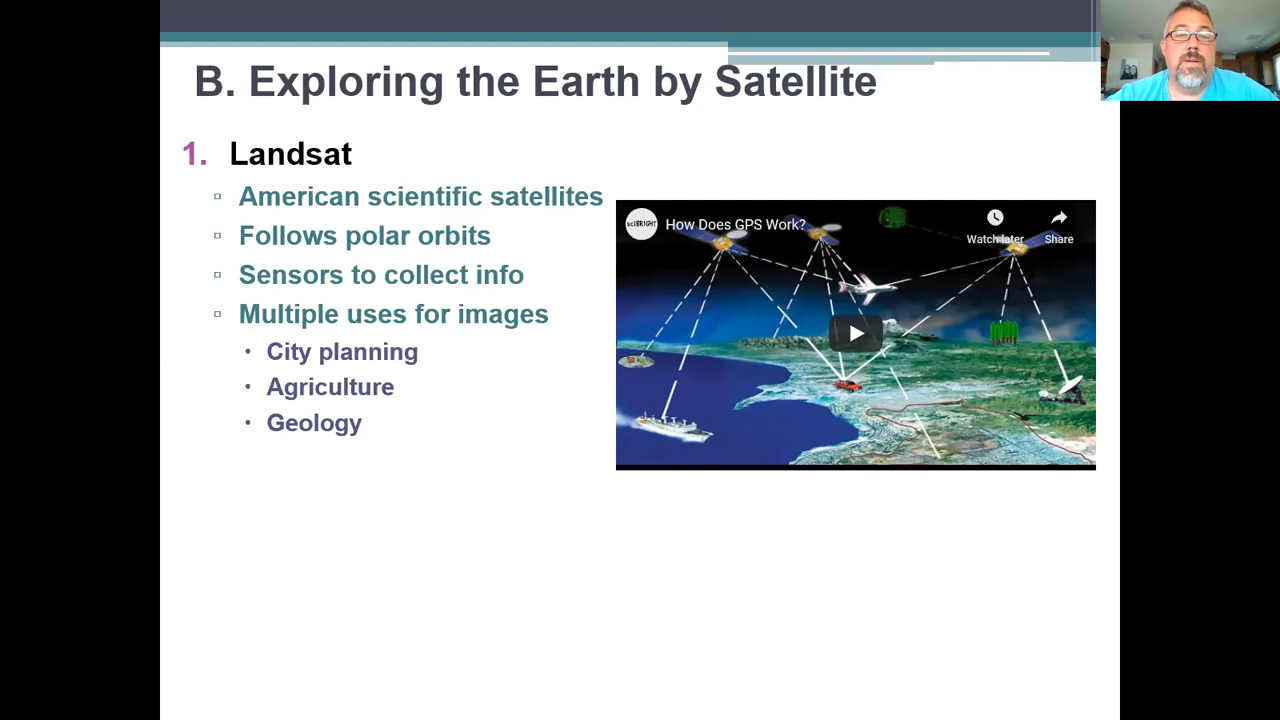 B. Exploring the Earth by Satellite
1. Landsat
American scientific satellites
Follows polar orbits
Sensors to collect info
Multiple uses for images
City planning
Agriculture
Geology
sciBRIGHT
How Does GPS Work?
Watch later
Share